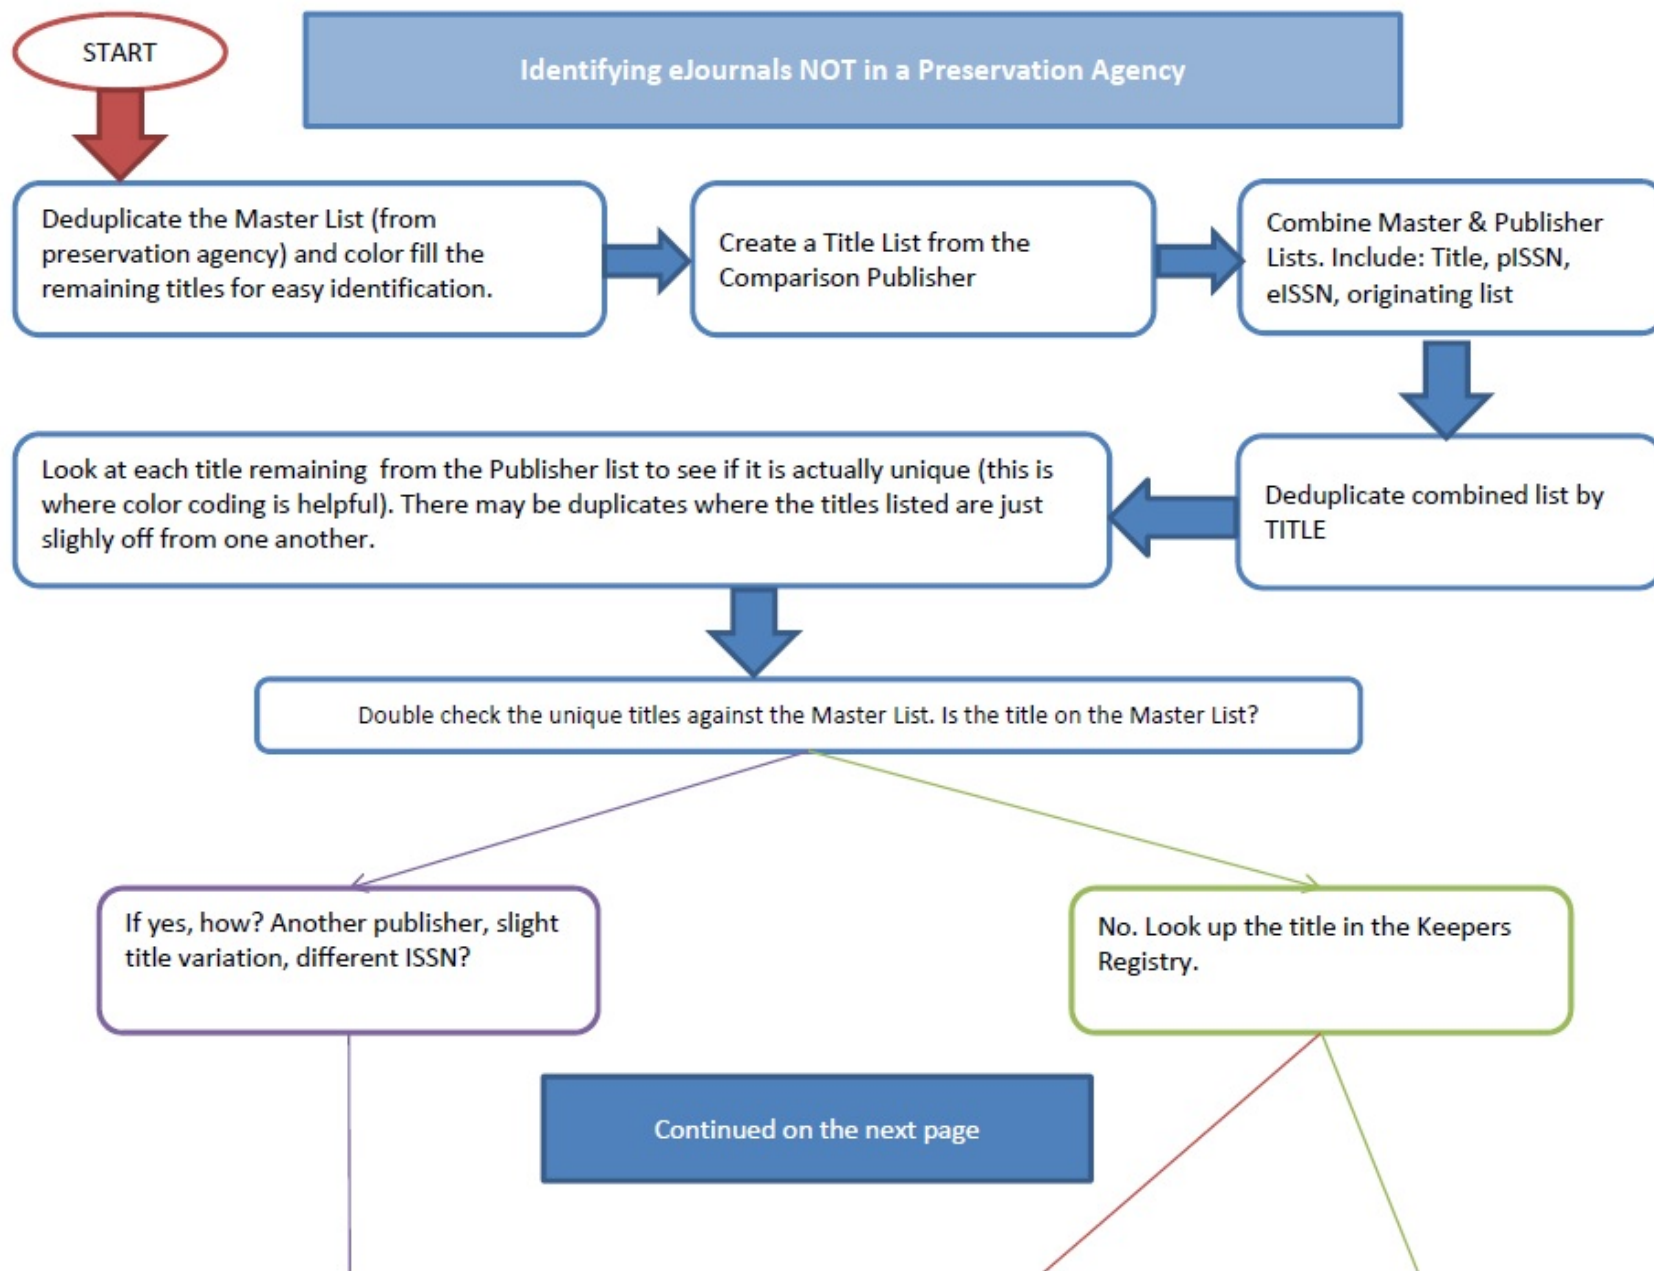 START
Identifying eJournals NOT in a Preservation Agency
Deduplicate the Master List (from
preservation agency) and color fill the
remaining titles for easy identification.
Create a Title List from the
Comparison Publisher
Combine Master & Publisher
Lists. Include: Title, pISSN,
eISSN, originating list
Deduplicate combined list by
TITLE
Look at each title remaining from the Publisher list to see if it is actually unique (this is
where color coding is helpful). There may be duplicates where the titles listed are just
slighly off from one another.
Double check the unique titles against the Master List. Is the title on the Master List?
If yes, how? Another publisher, slight
title variation, different ISSN?
No. Look up the title in the Keepers
Registry.
Continued on the next page